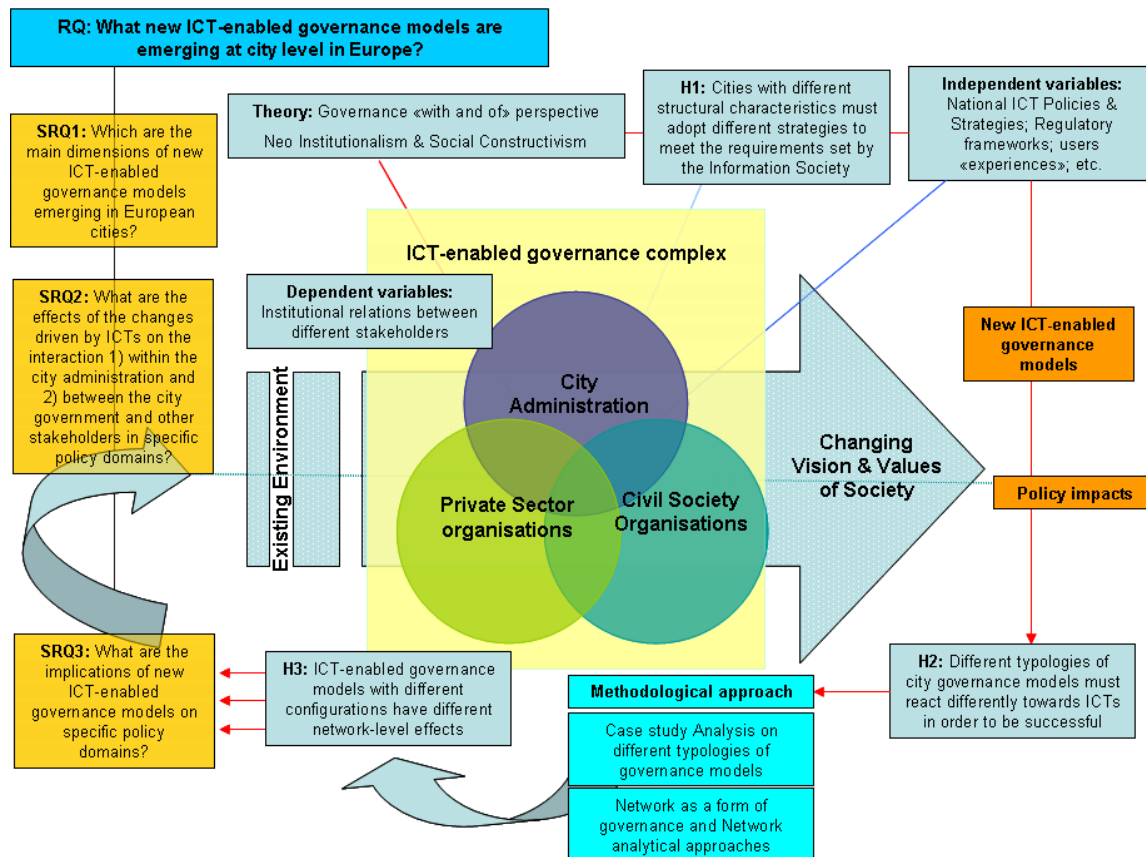 RQ: What new ICT-enabled governance models are
emerging at city level in Europe?
Theory: Governance «with and of» perspective
Neo Institutionalism & Social Constructivism
H1: Cities with different
structural characteristics must
adopt different strategies to
meet the requirements set by
the Information Society
Independent variables:
National ICT Policies &
Strategies; Regulatory
frameworks; users
«experiences»; etc.
SRQ1: Which are the
main dimensions of new
ICT-enabled
governance models
emerging in European
cities?
SRQ2: What are the
effects of the changes
driven by ICTs on the
interaction 1) within the
city administration and
2) between the city
government and other
stakeholders in specific
policy domains?
SRQ3: What are the
implications of new
ICT-enabled
governance models on
specific policy
domains?
ICT-enabled governance complex
Dependent variables:
Institutional relations between
different stakeholders
Existing Environment
City
Administration
Private Sector
organisations
Civil Society
Organisations
Changing
Vision & Values
of Society
New ICT-enabled
governance
models
Policy impacts
H2: Different typologies of
city governance models must
react differently towards ICTs
in order to be successful
Methodological approach
Case study Analysis on
different typologies of
governance models
Network as a form of
governance and Network
analytical approaches
H3: ICT-enabled governance
models with different
configurations have different
network-level effects